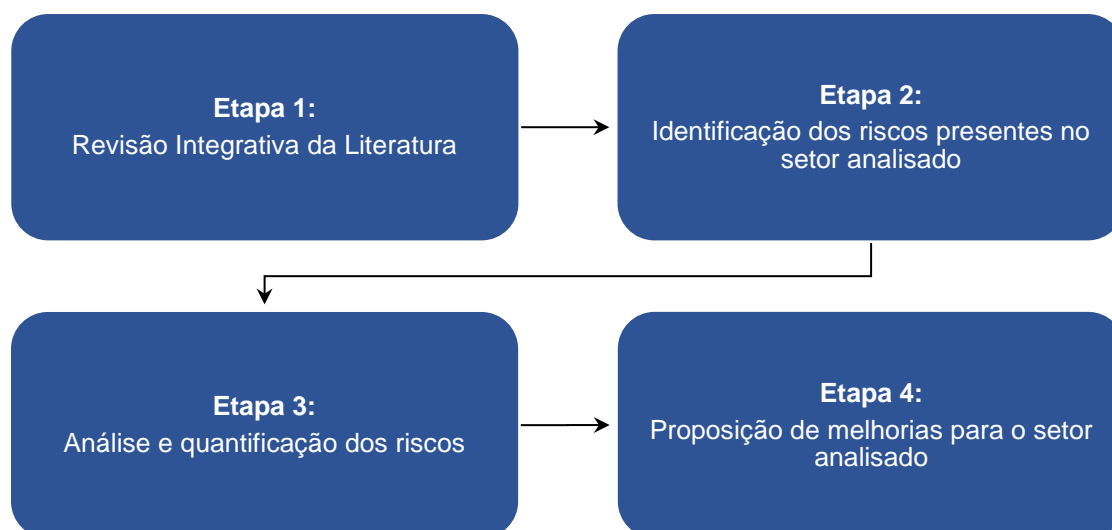 Etapa 1:
Revisão Integrativa da Literatura
Etapa 2:
Identificação dos riscos presentes no
setor analisado
Etapa 3:
Análise e quantificação dos riscos
Etapa 4:
Proposição de melhorias para o setor
analisado